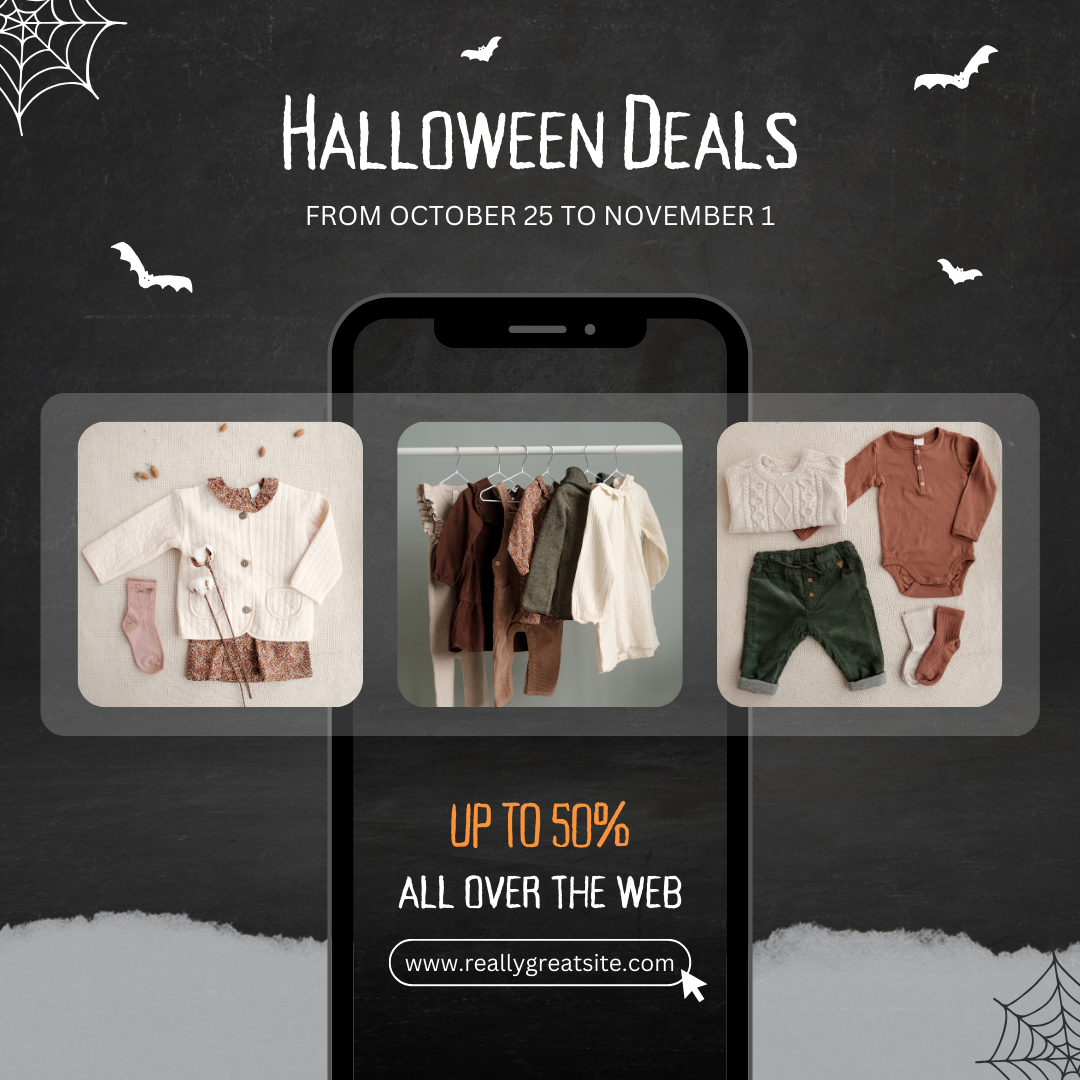 HALLOWEEN DEALS
FROM OCTOBER 25 TO NOVEMBER 1
UP TO 50%
ALL OVER THE WEB
www.reallygreatsite.com